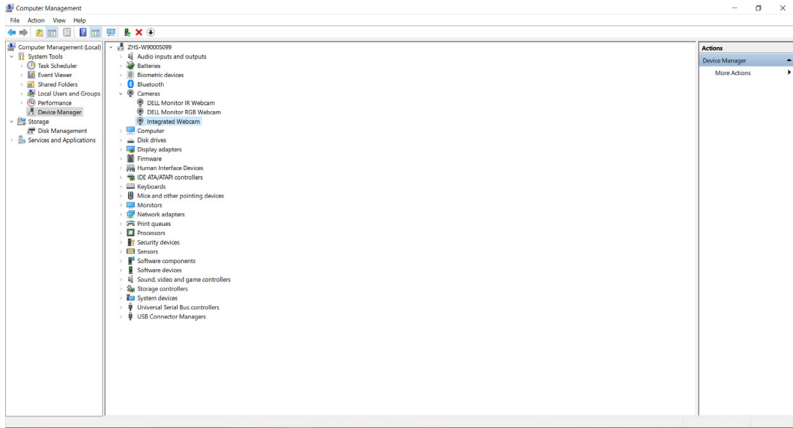 Computer Management
File Action View Help
Computer Management (Local)
System Tools
Task Scheduler
Event Viewer
Shared Folders
Local Users and Groups
Performance
Device Manager
Storage
Disk Management
Services and Applications
ZHS-W90005099
Audio inputs and outputs
Batteries
Biometric devices
Bluetooth
Cameras
DELL Monitor IR Webcam
DELL Monitor RGB Webcam
Integrated Webcam
Computer
Disk drives
Display adapters
Firmware
Human Interface Devices
IDE ATA/ATAPI controllers
Keyboards
Mice and other pointing devices
Monitors
Network adapters
Print queues
Processors
Security devices
Sensors
Software components
Software devices
Sound, video and game controllers
Storage controllers
System devices
Universal Serial Bus controllers
USB Connector Managers
Actions
Device Manager
More Actions